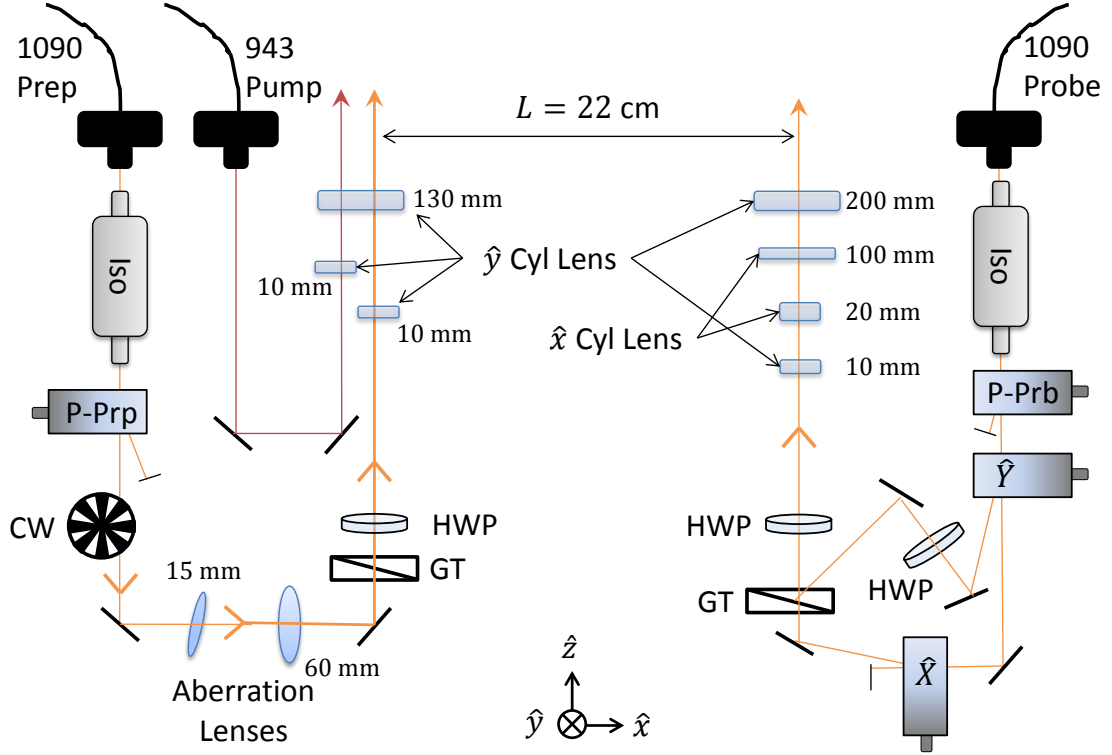 1090
Prep
943
Pump
1090
Probe
L = 22 cm
130 mm
200 mm
ŷ Cyl Lens
100 mm
10 mm
10 mm
x̂ Cyl Lens
20 mm
10 mm
Iso
Iso
P-Prp
P-Prb
Ŷ
CW
HWP
HWP
HWP
15 mm
GT
GT
60 mm
Aberration
Lenses
X̂
ẑ
ŷ
x̂